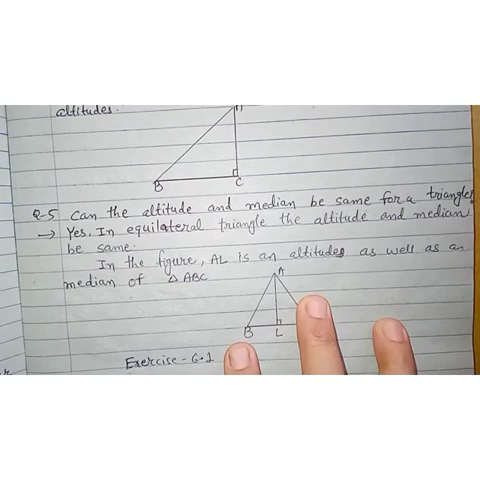 altitudes.
B
C
Q-5 Can the altitude and median be same for a triangle
→ Yes, In equilateral triangle the altitude and median
be same.
In the figure, AL is an altitudes as well as an
median of △ ABC
A
B L
Exercise - 6.1